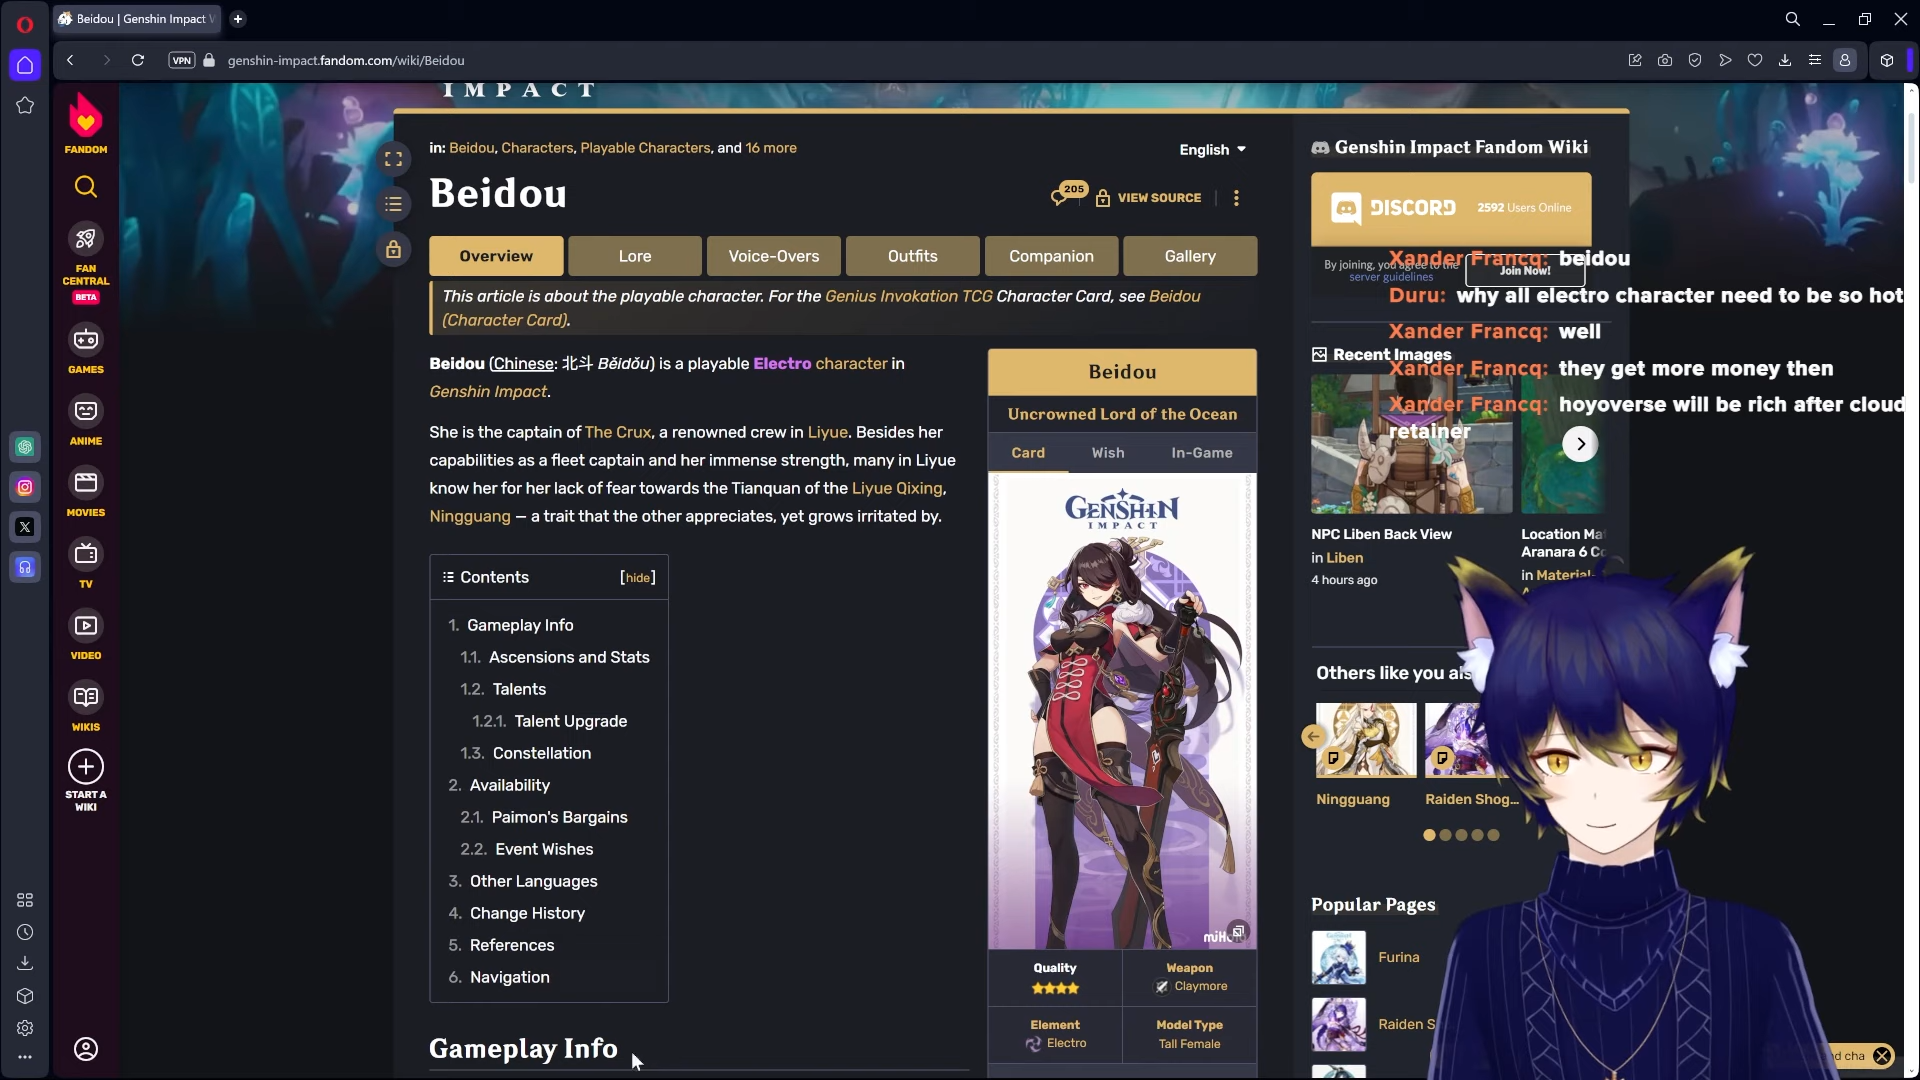 Beidou | Genshin Impact W
VPN
genshin-impact.fandom.com/wiki/Beidou
IMPACT
FANDOM
FAN CENTRAL
BETA
GAMES
ANIME
MOVIES
TV
VIDEO
WIKIS
START A WIKI
in: Beidou, Characters, Playable Characters, and 16 more
English
Beidou
205
VIEW SOURCE
Overview
Lore
Voice-Overs
Outfits
Companion
Gallery
This article is about the playable character. For the Genius Invokation TCG Character Card, see Beidou
(Character Card).
Beidou (Chinese: 北斗 Běidǒu) is a playable Electro character in
Genshin Impact.
She is the captain of The Crux, a renowned crew in Liyue. Besides her
capabilities as a fleet captain and her immense strength, many in Liyue
know her for her lack of fear towards the Tianquan of the Liyue Qixing,
Ningguang — a trait that the other appreciates, yet grows irritated by.
Contents [hide]
1. Gameplay Info
1.1. Ascensions and Stats
1.2. Talents
1.2.1. Talent Upgrade
1.3. Constellation
2. Availability
2.1. Paimon's Bargains
2.2. Event Wishes
3. Other Languages
4. Change History
5. References
6. Navigation
Gameplay Info
Beidou
Uncrowned Lord of the Ocean
Card
Wish
In-Game
GENSHIN
IMPACT
miHo
Quality
Weapon
Claymore
Element
Electro
Model Type
Tall Female
Genshin Impact Fandom Wiki
DISCORD
2592 Users Online
By joining, you agree to the
server guidelines
Join Now!
Xander Francq: beidou
Duru: why all electro character need to be so hot
Xander Francq: well
Xander Francq: they get more money then
Xander Francq: hoyoverse will be rich after cloud
retainer
Recent Images
NPC Liben Back View
in Liben
4 hours ago
Location Ma
Aranara 6 Co
in Material
Others like you als
Ningguang
Raiden Shog...
Popular Pages
Furina
Raiden S
d cha